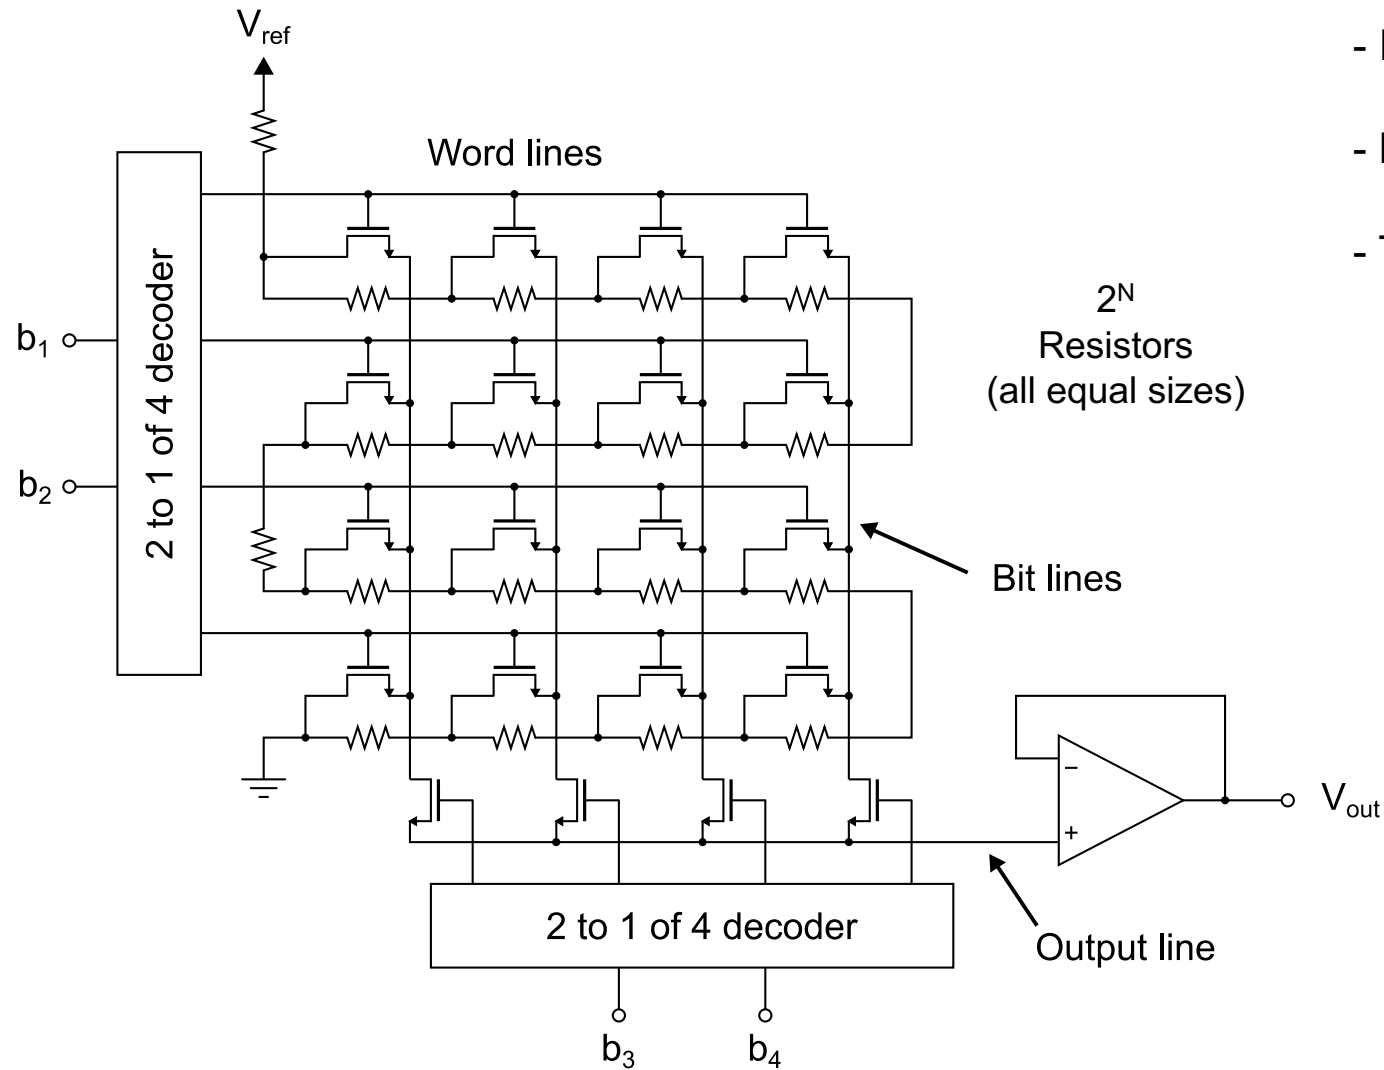 V_ref
Word lines
2 to 1 of 4 decoder
b_1
b_2
2^N
Resistors
(all equal sizes)
Bit lines
-
+
V_out
2 to 1 of 4 decoder
Output line
b_3
b_4